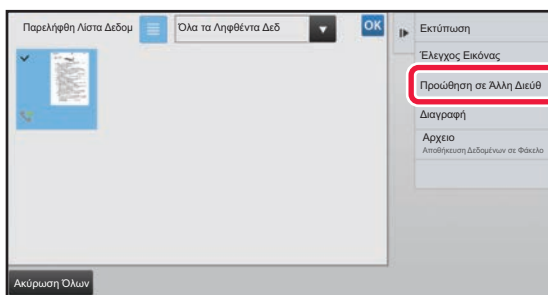 Παρελήφθη Λίστα Δεδομ
Όλα τα Ληφθέντα Δεδ
OK
Εκτύπωση
Έλεγχος Εικόνας
Προώθηση σε Άλλη Διεύθ
Διαγραφή
Αρχειο
Αποθήκευση Δεδομένων σε Φάκελο
Ακύρωση Όλων